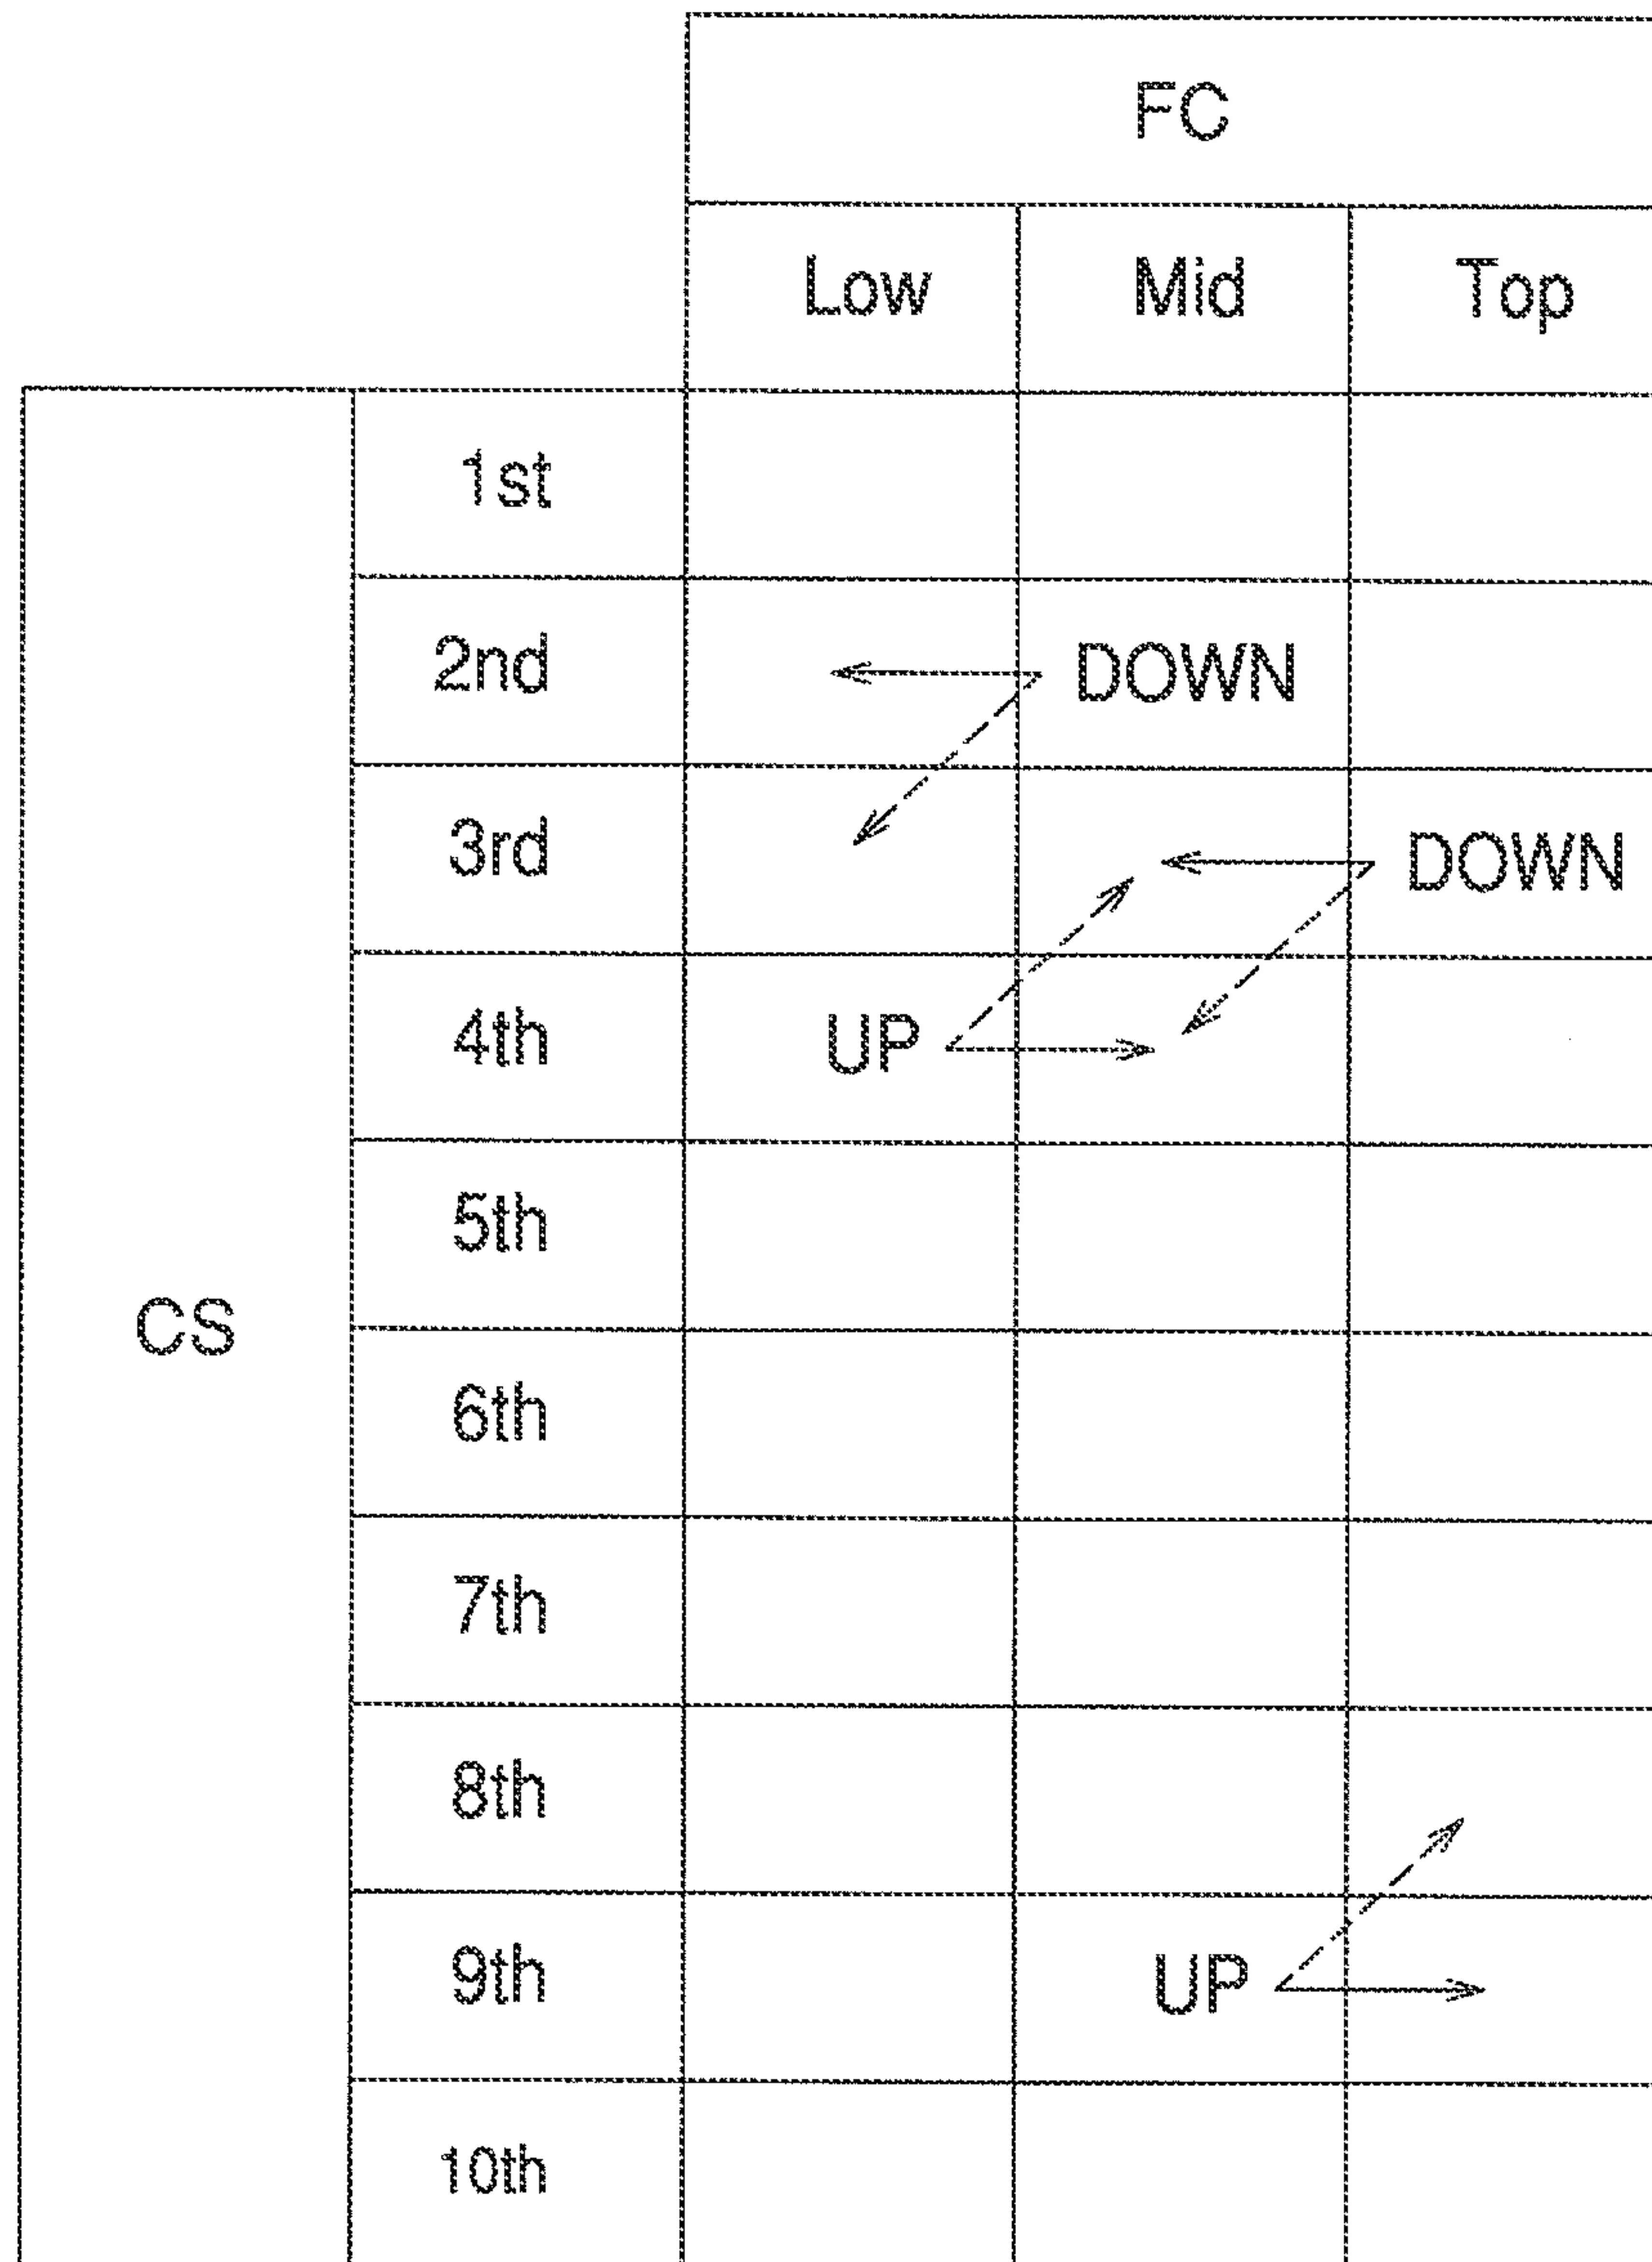 FC
Low Mid Top
1st
2nd DOWN
3rd DOWN
4th UP
5th
CS
6th
7th
8th
9th UP
10th